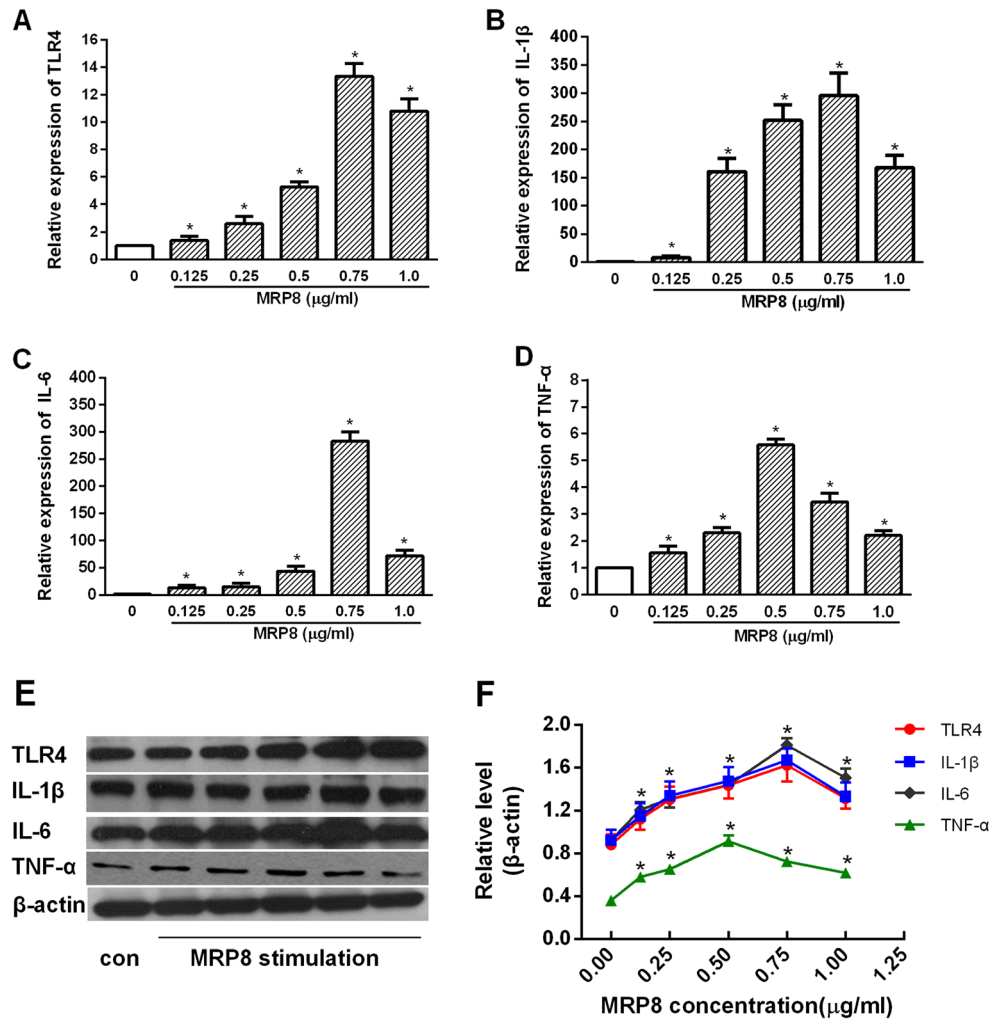 A
Relative expression of TLR4
16
14
12
10
8
6
4
2
0
0 0.125 0.25 0.5 0.75 1.0
MRP8 (μg/ml)
* * * * *
B
Relative expression of IL-1β
400
350
300
250
200
150
100
50
0
0 0.125 0.25 0.5 0.75 1.0
MRP8 (μg/ml)
* * * * *
C
Relative expression of IL-6
400
350
300
250
200
150
100
50
0
0 0.125 0.25 0.5 0.75 1.0
MRP8 (μg/ml)
* * * * *
D
Relative expression of TNF-α
8
7
6
5
4
3
2
1
0
0 0.125 0.25 0.5 0.75 1.0
MRP8 (μg/ml)
* * * * *
E
TLR4
IL-1β
IL-6
TNF-α
β-actin
con MRP8 stimulation
F
Relative level
(β-actin)
2.0
1.6
1.2
0.8
0.4
0.0
* * * * *
* * * * *
0.00 0.25 0.50 0.75 1.00 1.25
MRP8 concentration(μg/ml)
TLR4
IL-1β
IL-6
TNF-α